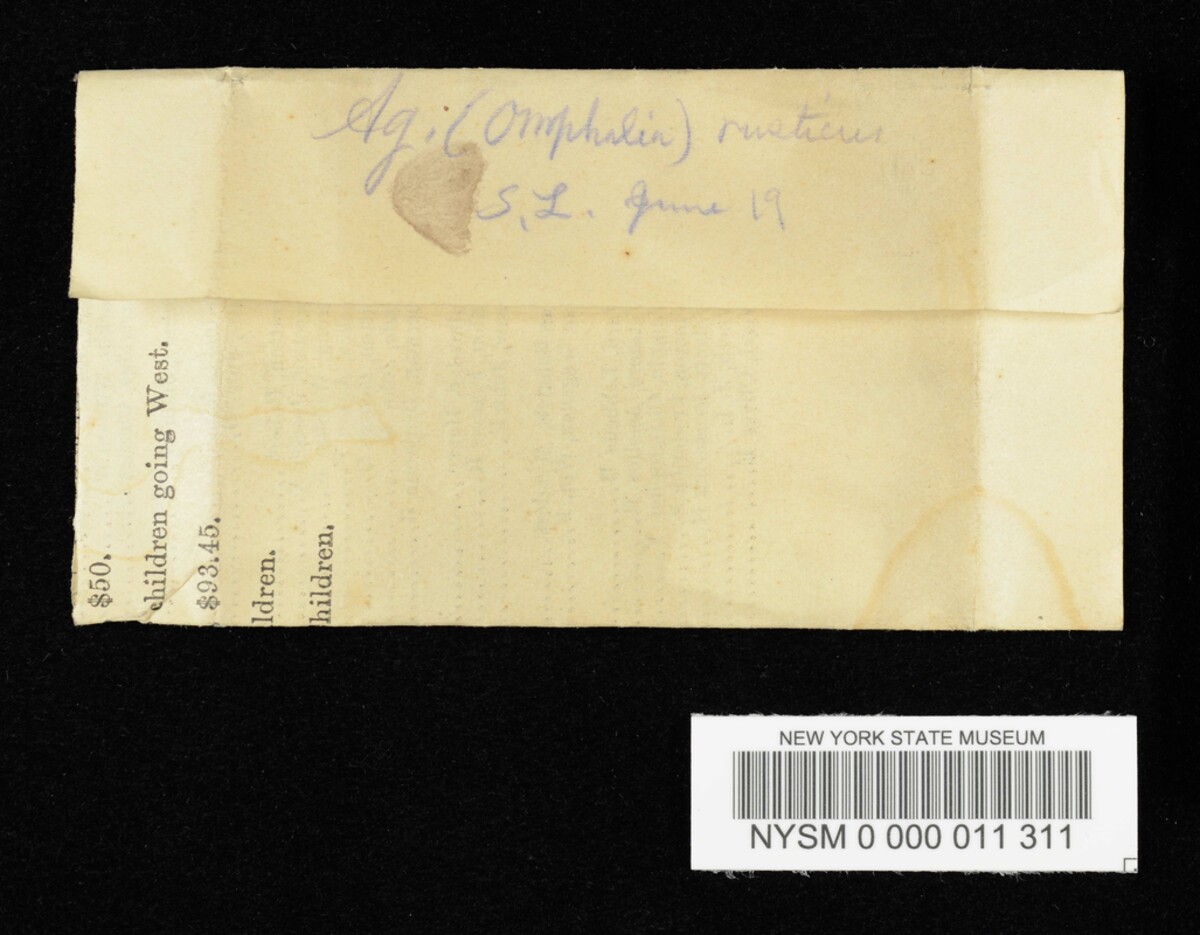 Ag. (Omphalia) rusticus
S. L. June 19
$50.
children going West.
$93.45.
ldren.
hildren.
NEW YORK STATE MUSEUM
NYSM 0 000 011 311